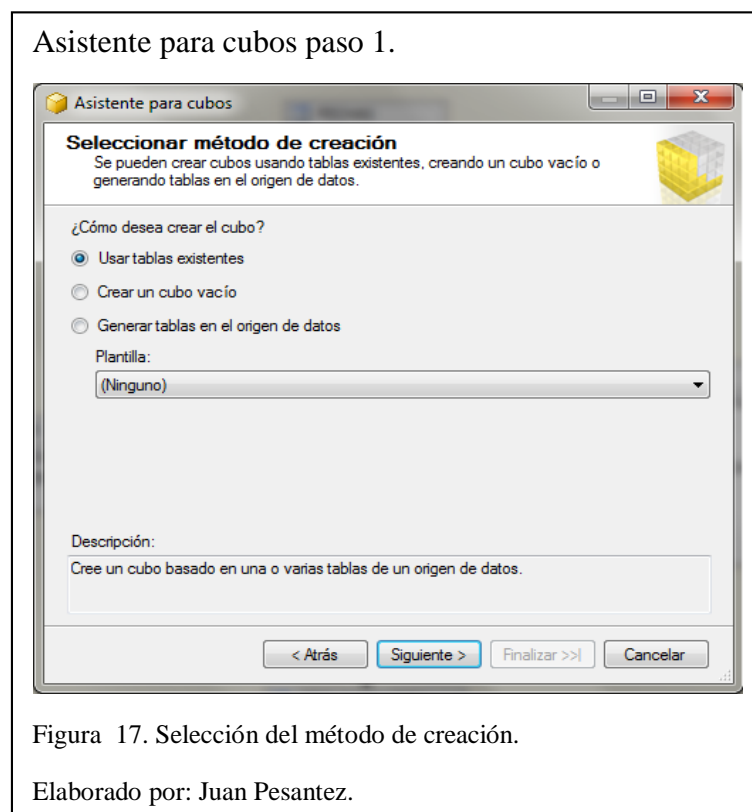 Asistente para cubos paso 1.
Asistente para cubos
Seleccionar método de creación
Se pueden crear cubos usando tablas existentes, creando un cubo vacío o
generando tablas en el origen de datos.
¿Cómo desea crear el cubo?
Usar tablas existentes
Crear un cubo vacío
Generar tablas en el origen de datos
Plantilla:
(Ninguno)
Descripción:
Cree un cubo basado en una o varias tablas de un origen de datos.
< Atrás Siguiente > Finalizar >>| Cancelar
Figura 17. Selección del método de creación.
Elaborado por: Juan Pesantez.